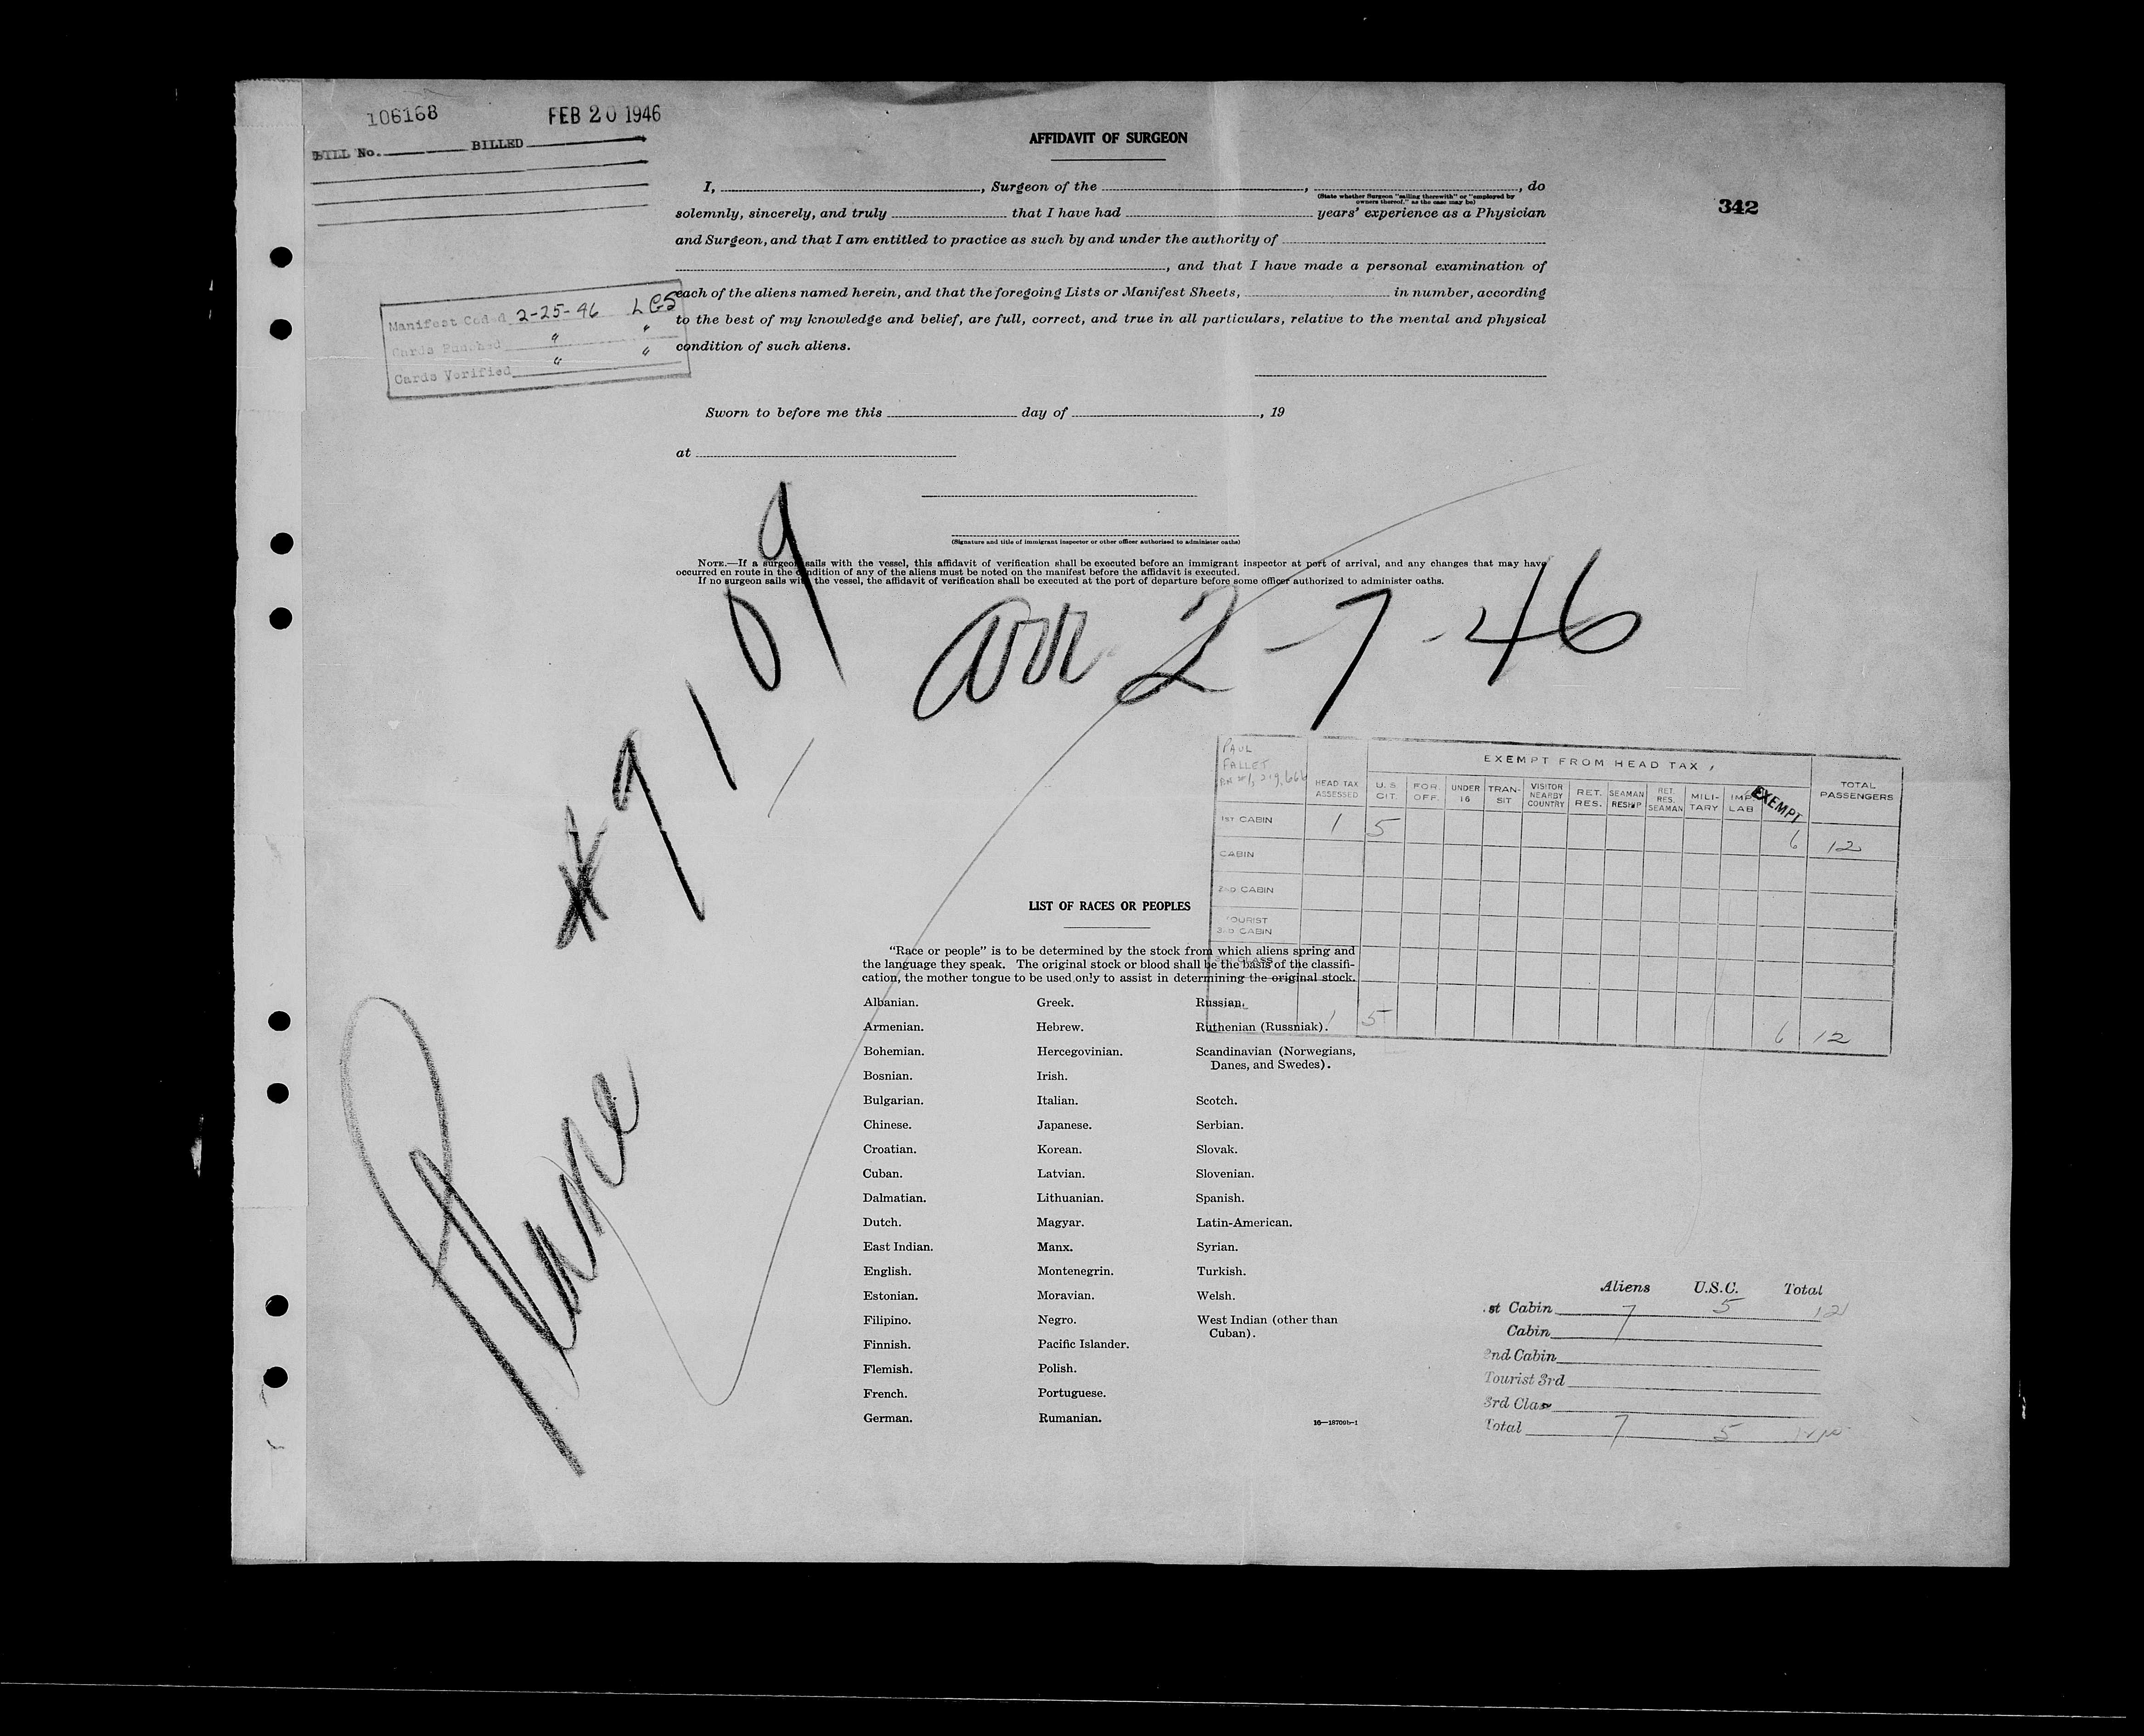 106168 FEB 20 1946
BILL No. BILLED
AFFIDAVIT OF SURGEON
342
I, , Surgeon of the , , do
(State whether Surgeon "sailing therewith" or "employed by
owners thereof," as the case may be)
solemnly, sincerely, and truly that I have had years' experience as a Physician
and Surgeon, and that I am entitled to practice as such by and under the authority of
, and that I have made a personal examination of
each of the aliens named herein, and that the foregoing Lists or Manifest Sheets, in number, according
to the best of my knowledge and belief, are full, correct, and true in all particulars, relative to the mental and physical
condition of such aliens.
Manifest Coded 2-25-46 LGS
Cards Punched " "
Cards Verified " "
Sworn to before me this day of , 19
at
(Signature and title of immigrant inspector or other officer authorized to administer oaths)
NOTE.—If a surgeon sails with the vessel, this affidavit of verification shall be executed before an immigrant inspector at port of arrival, and any changes that may have
occurred en route in the condition of any of the aliens must be noted on the manifest before the affidavit is executed.
If no surgeon sails with the vessel, the affidavit of verification shall be executed at the port of departure before some officer authorized to administer oaths.
arr 2-7-46
Plane
PAUL
FALLET
HEAD TAX ASSESSED
EXEMPT FROM HEAD TAX
U.S. CIT. FOR. OFF. UNDER 16 TRAN-SIT VISITOR NEARBY COUNTRY RET. RES. SEAMAN RESHIP RET. RES. SEAMAN MILI-TARY IMP. LAB EXEMPT
TOTAL PASSENGERS
1ST CABIN 1 5 6 12
CABIN
2ND CABIN
TOURIST
3RD CABIN
1 5 6 12
LIST OF RACES OR PEOPLES
"Race or people" is to be determined by the stock from which aliens spring and
the language they speak. The original stock or blood shall be the basis of the classifi-
cation, the mother tongue to be used only to assist in determining the original stock.
Albanian. Greek. Russian.
Armenian. Hebrew. Ruthenian (Russniak).
Bohemian. Hercegovinian. Scandinavian (Norwegians,
Danes, and Swedes).
Bosnian. Irish.
Bulgarian. Italian. Scotch.
Chinese. Japanese. Serbian.
Croatian. Korean. Slovak.
Cuban. Latvian. Slovenian.
Dalmatian. Lithuanian. Spanish.
Dutch. Magyar. Latin-American.
East Indian. Manx. Syrian.
English. Montenegrin. Turkish.
Estonian. Moravian. Welsh.
Filipino. Negro. West Indian (other than
Cuban).
Finnish. Pacific Islander.
Flemish. Polish.
French. Portuguese.
German. Rumanian.
16—18709b-1
Aliens U.S.C. Total
st Cabin 7 5 12
Cabin
2nd Cabin
Tourist 3rd
3rd Class
Total 7 5